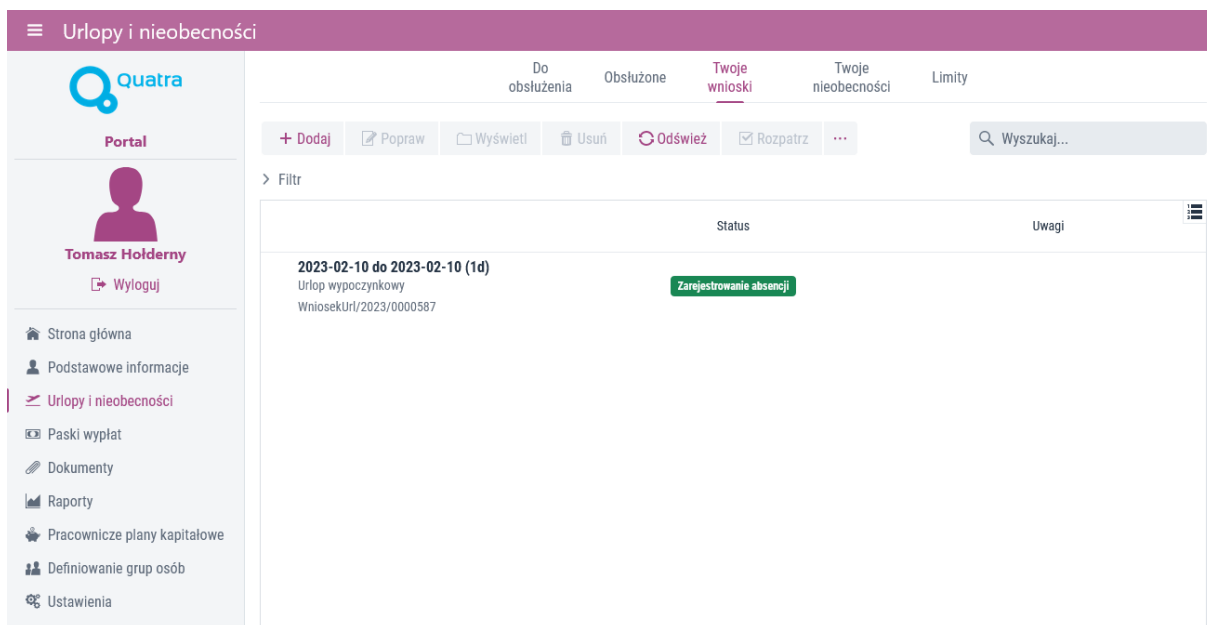 Urlopy i nieobecności
Quatra
Portal
Tomasz Hołderny
Wyloguj
Strona główna
Podstawowe informacje
Urlopy i nieobecności
Paski wypłat
Dokumenty
Raporty
Pracownicze plany kapitałowe
Definiowanie grup osób
Ustawienia
Do
obsłużenia
Obsłużone
Twoje
wnioski
Twoje
nieobecności
Limity
+ Dodaj Popraw Wyświetl Usuń Odśwież Rozpatrz ... Wyszukaj...
> Filtr
Status Uwagi
2023-02-10 do 2023-02-10 (1d)
Urlop wypoczynkowy
Zarejestrowanie absencji
WniosekUrl/2023/0000587